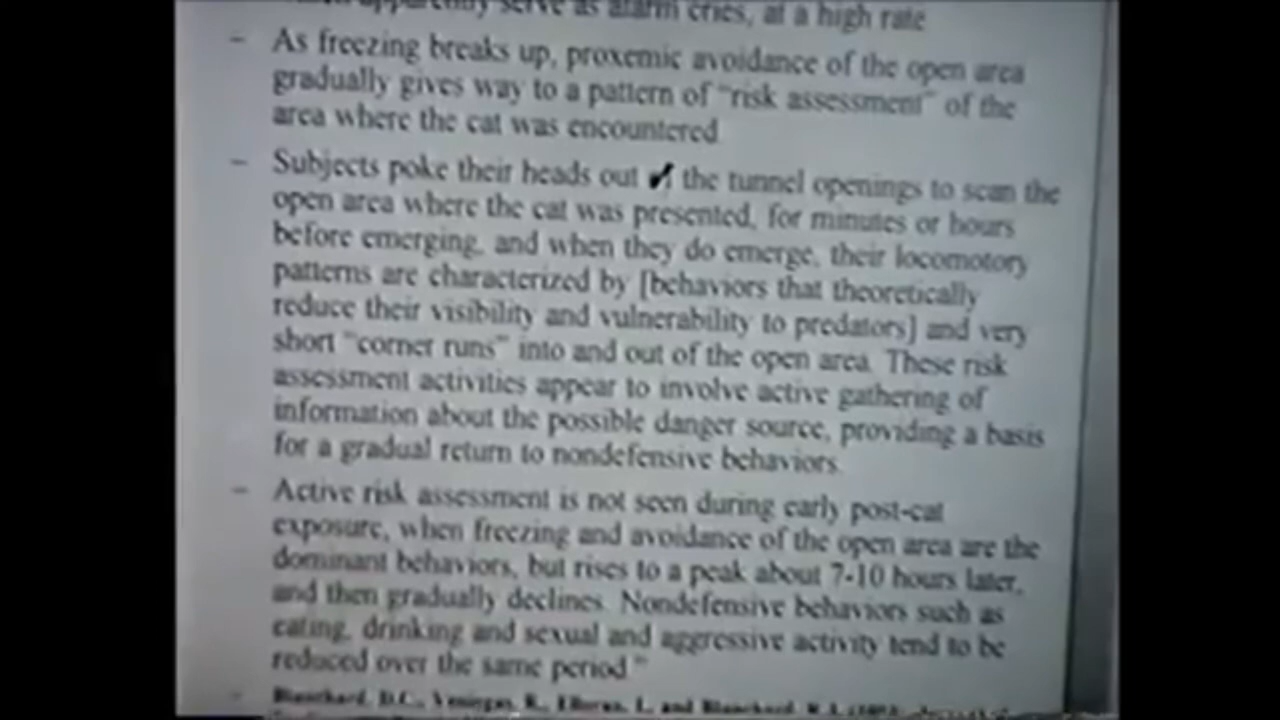 apparently serve as alarm cries, at a high rate
- As freezing breaks up, proxemic avoidance of the open area
gradually gives way to a pattern of "risk assessment" of the
area where the cat was encountered.
- Subjects poke their heads out the tunnel openings to scan the
open area where the cat was presented, for minutes or hours
before emerging, and when they do emerge, their locomotory
patterns are characterized by [behaviors that theoretically
reduce their visibility and vulnerability to predators] and very
short "corner runs" into and out of the open area. These risk
assessment activities appear to involve active gathering of
information about the possible danger source, providing a basis
for a gradual return to nondefensive behaviors.
- Active risk assessment is not seen during early post-cat
exposure, when freezing and avoidance of the open area are the
dominant behaviors, but rises to a peak about 7-10 hours later,
and then gradually declines. Nondefensive behaviors such as
eating, drinking and sexual and aggressive activity tend to be
reduced over the same period."
- Blanchard, D.C., and Blanchard,